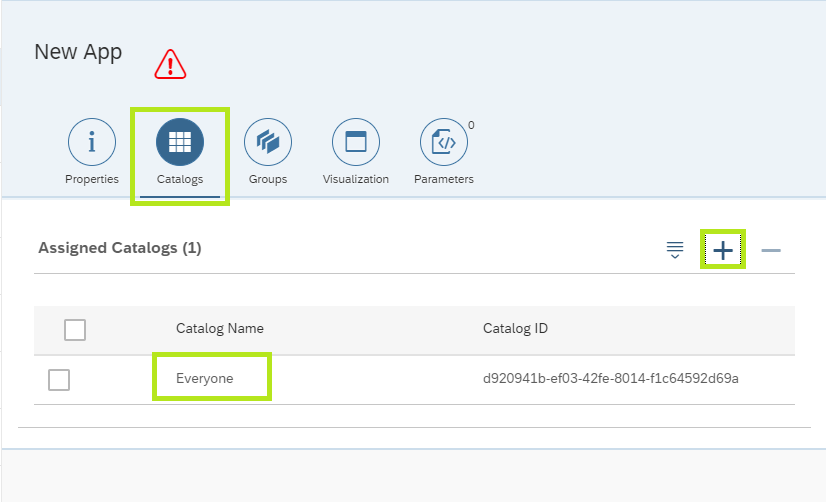 New App
0
Properties Catalogs Groups Visualization Parameters
Assigned Catalogs (1)
Catalog Name Catalog ID
Everyone d920941b-ef03-42fe-8014-f1c64592d69a